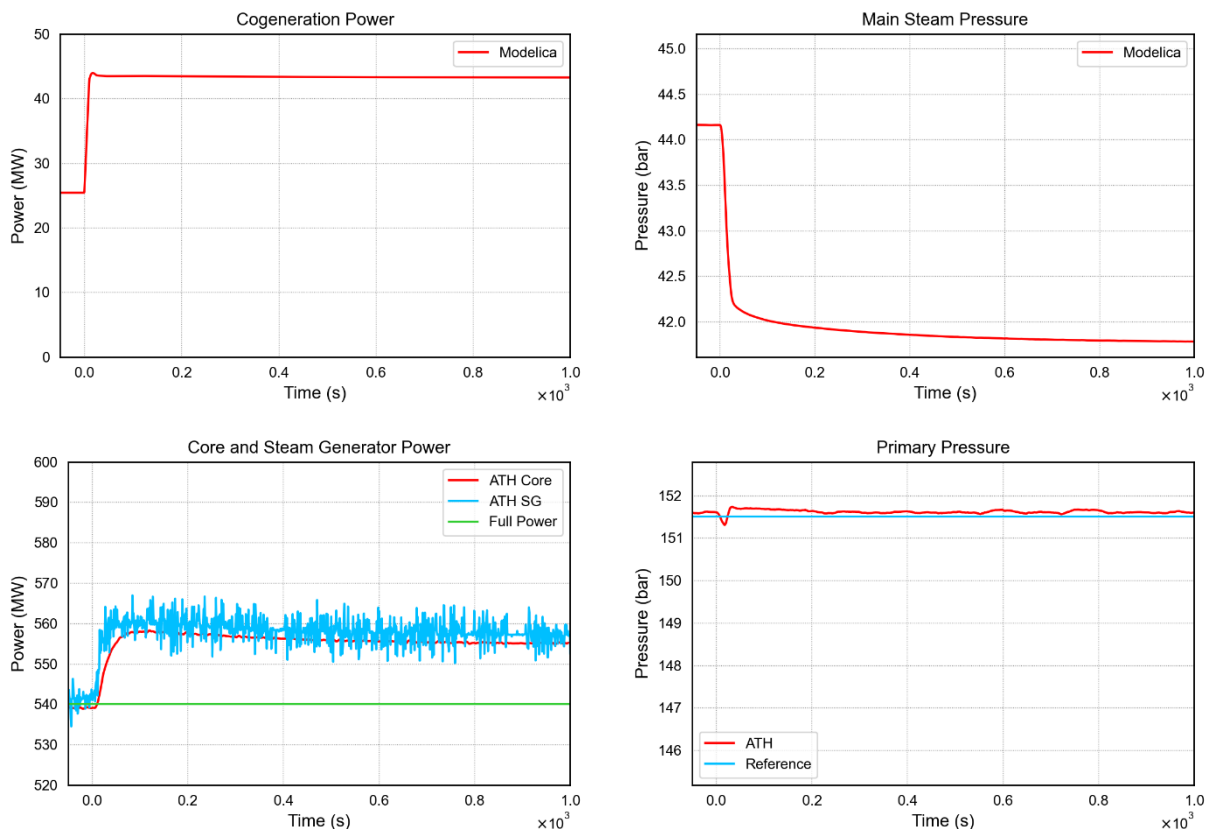 Cogeneration Power
Power (MW)
50
40
30
20
10
0
Modelica
0.0 0.2 0.4 0.6 0.8 1.0
Time (s)
×10³
Main Steam Pressure
Pressure (bar)
45.0
44.5
44.0
43.5
43.0
42.5
42.0
Modelica
0.0 0.2 0.4 0.6 0.8 1.0
Time (s)
×10³
Core and Steam Generator Power
Power (MW)
600
590
580
570
560
550
540
530
520
ATH Core
ATH SG
Full Power
0.0 0.2 0.4 0.6 0.8 1.0
Time (s)
×10³
Primary Pressure
Pressure (bar)
152
151
150
149
148
147
146
ATH
Reference
0.0 0.2 0.4 0.6 0.8 1.0
Time (s)
×10³